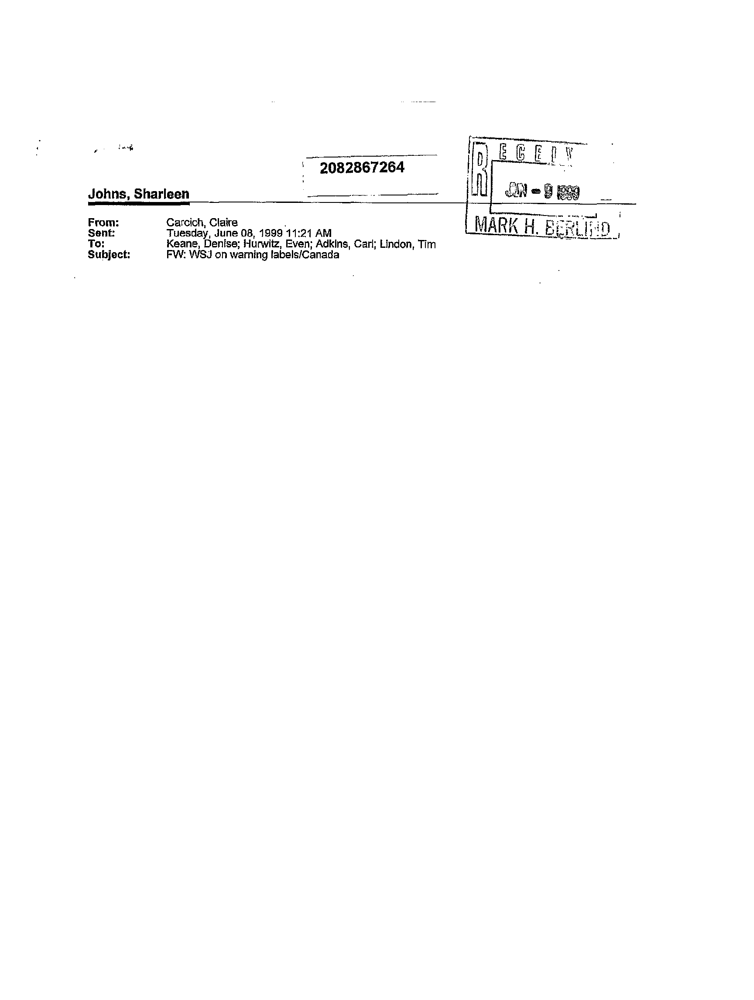 2082867264
RECEIV
JUN - 9 1999
MARK H. BERLIND
Johns, Sharleen
From: Carcich, Claire
Sent: Tuesday, June 08, 1999 11:21 AM
To: Keane, Denise; Hurwitz, Even; Adkins, Carl; Lindon, Tim
Subject: FW: WSJ on warning labels/Canada